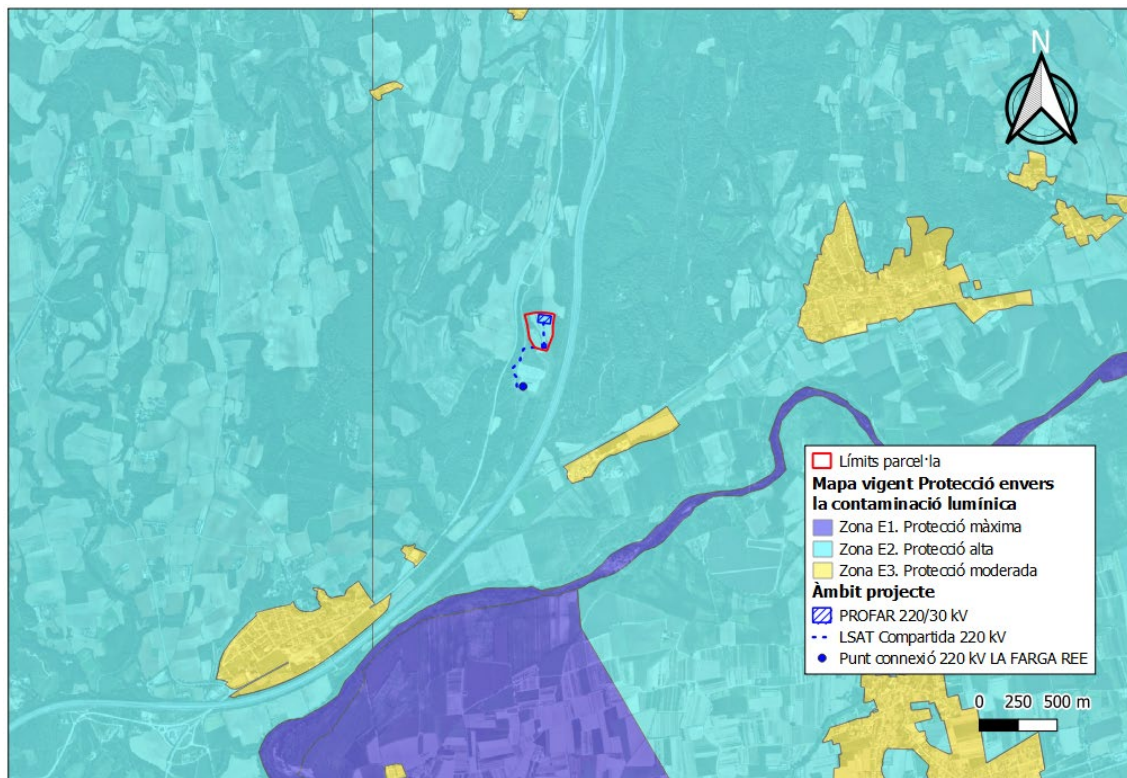 N
Límits parcel·la
Mapa vigent Protecció envers
la contaminació lumínica
Zona E1. Protecció màxima
Zona E2. Protecció alta
Zona E3. Protecció moderada
Àmbit projecte
PROFAR 220/30 kV
LSAT Compartida 220 kV
Punt connexió 220 kV LA FARGA REE
0 250 500 m